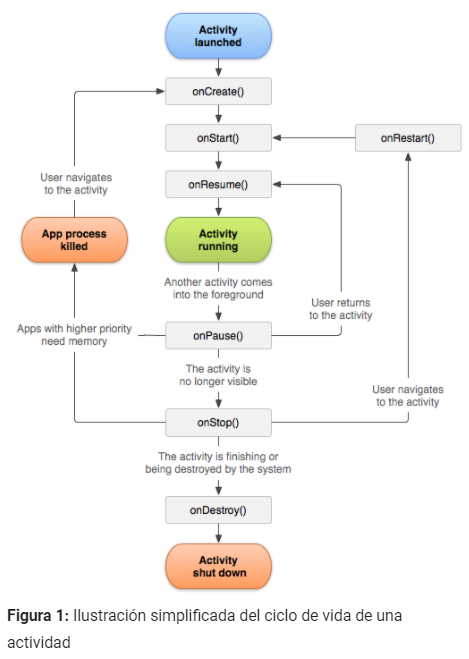 Activity
launched
onCreate()
onStart()
onRestart()
onResume()
User navigates
to the activity
App process
killed
Activity
running
Another activity comes
into the foreground
User returns
to the activity
Apps with higher priority
need memory
onPause()
The activity is
no longer visible
User navigates
to the activity
onStop()
The activity is finishing or
being destroyed by the system
onDestroy()
Activity
shut down
Figura 1: Ilustración simplificada del ciclo de vida de una
actividad